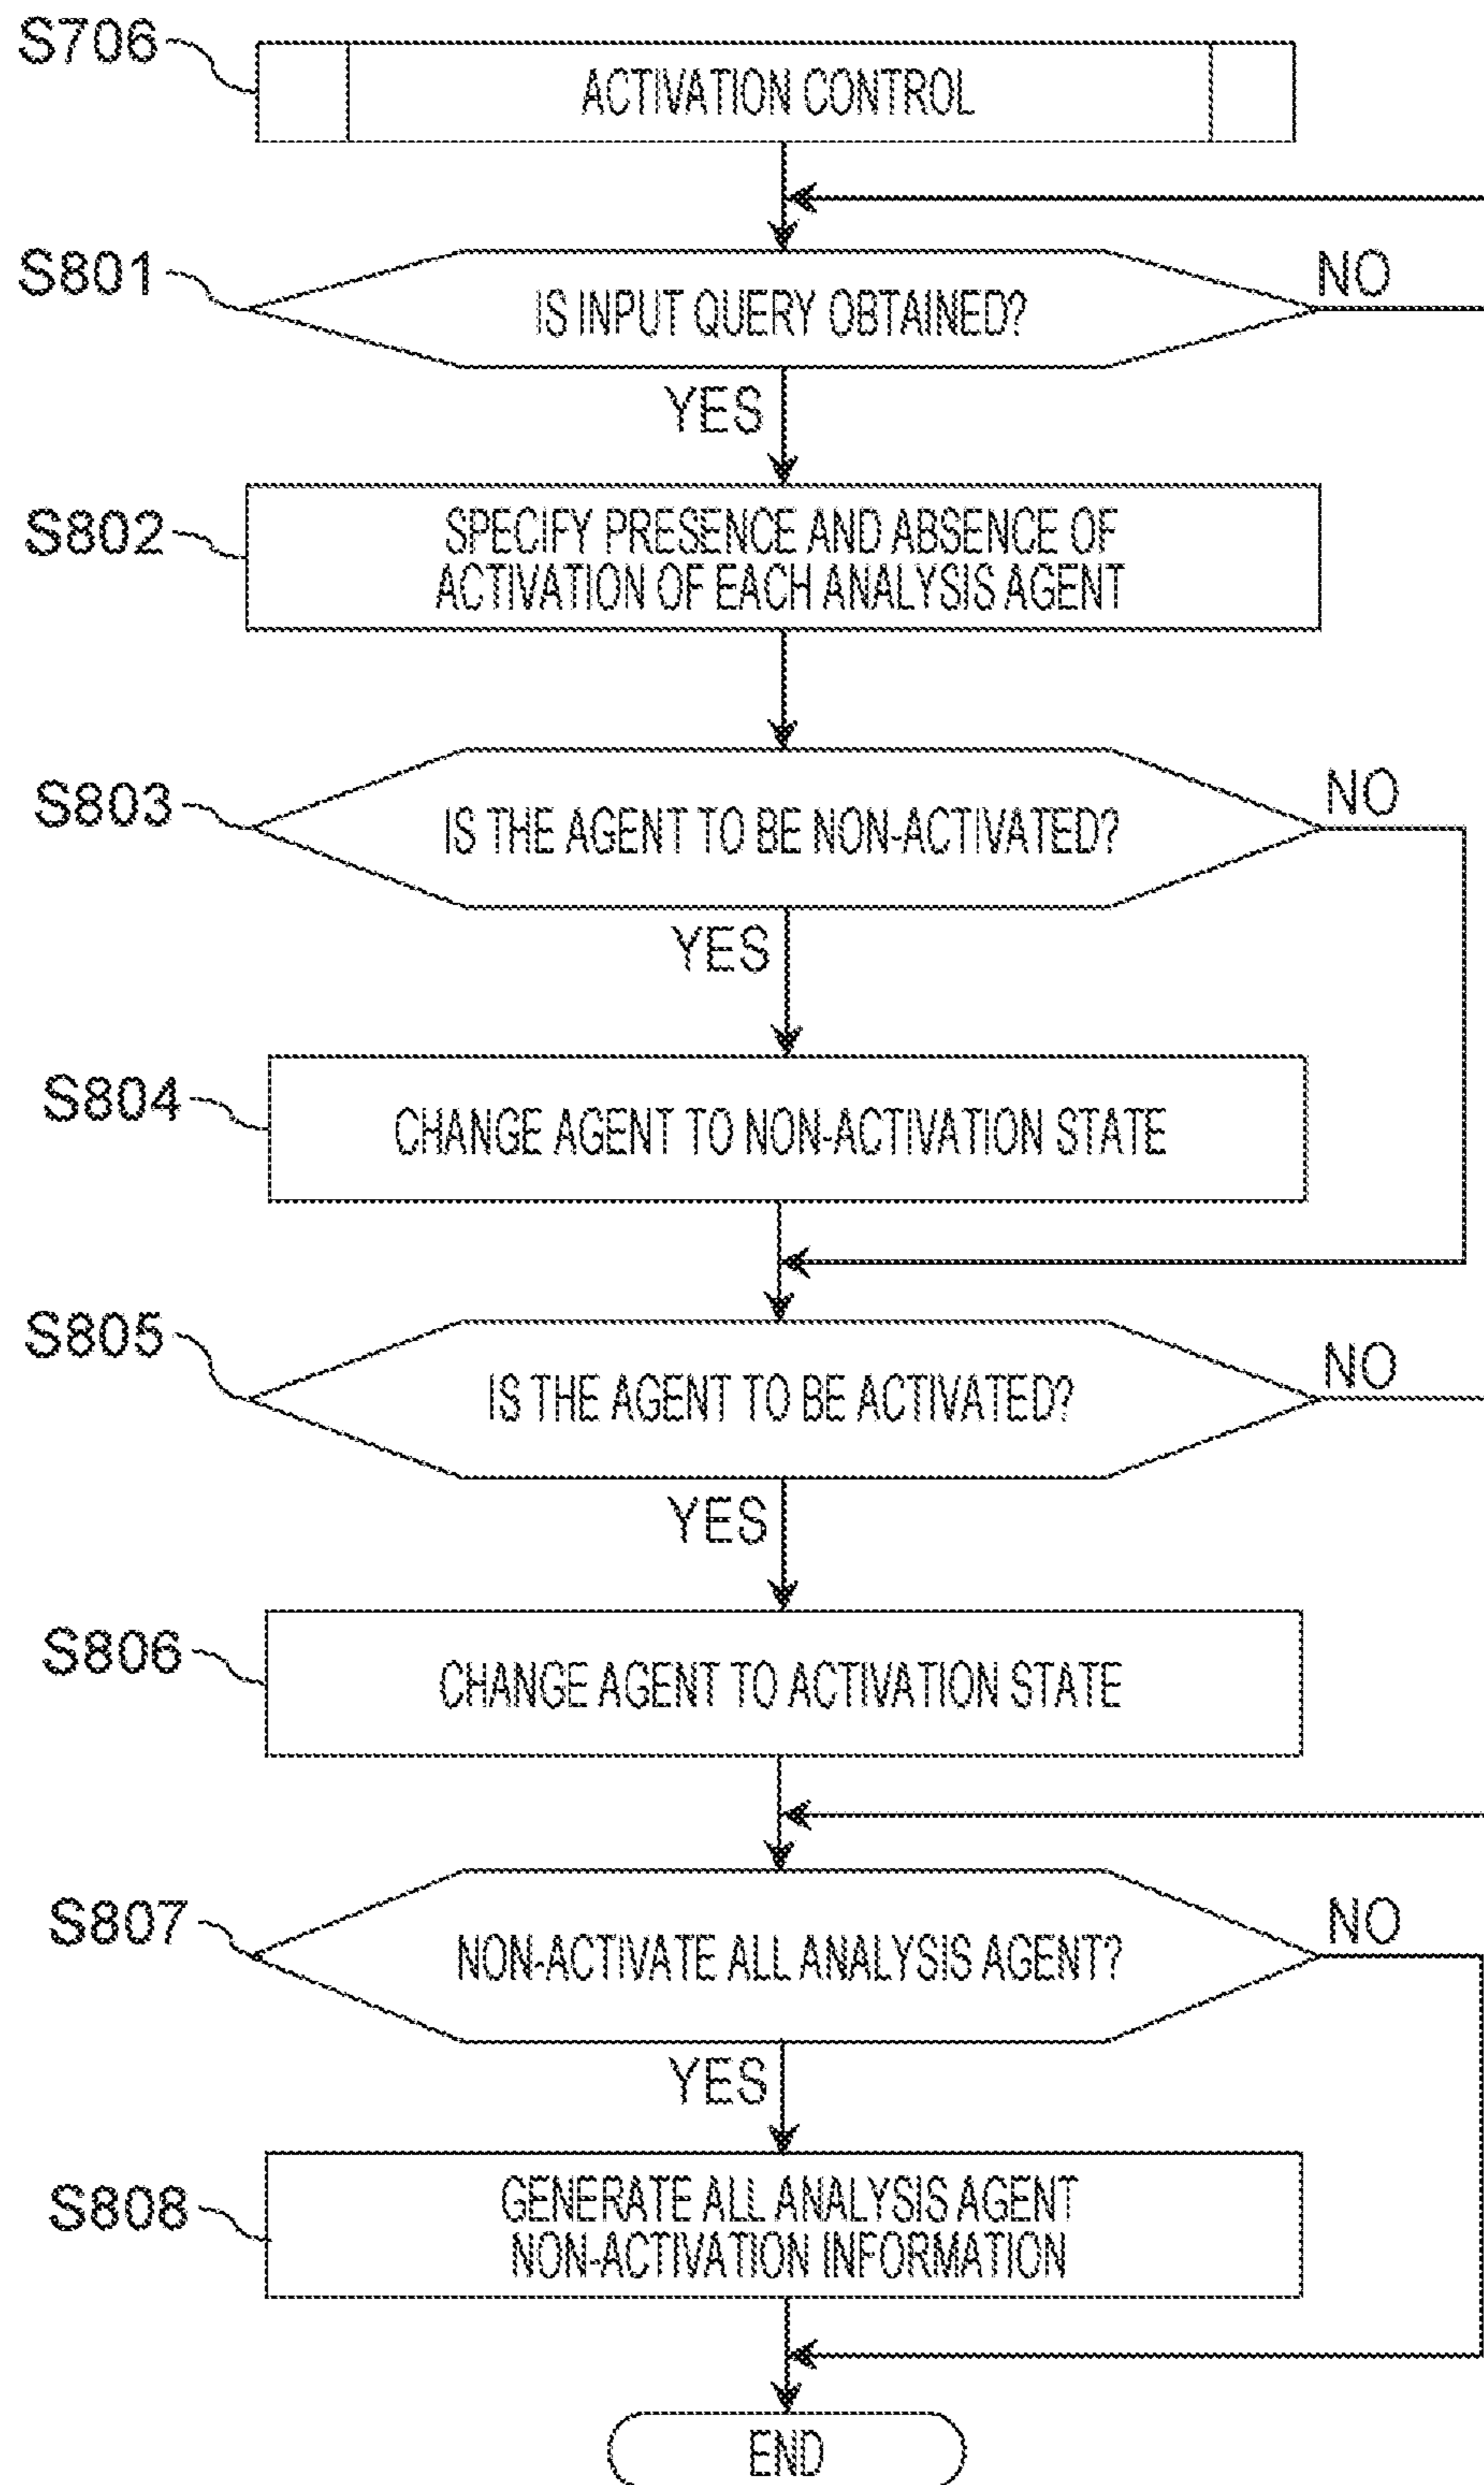 S706
ACTIVATION CONTROL
S801
IS INPUT QUERY OBTAINED?
NO
YES
S802
SPECIFY PRESENCE AND ABSENCE OF
ACTIVATION OF EACH ANALYSIS AGENT
S803
IS THE AGENT TO BE NON-ACTIVATED?
NO
YES
S804
CHANGE AGENT TO NON-ACTIVATION STATE
S805
IS THE AGENT TO BE ACTIVATED?
NO
YES
S806
CHANGE AGENT TO ACTIVATION STATE
S807
NON-ACTIVATE ALL ANALYSIS AGENT?
NO
YES
S808
GENERATE ALL ANALYSIS AGENT
NON-ACTIVATION INFORMATION
END